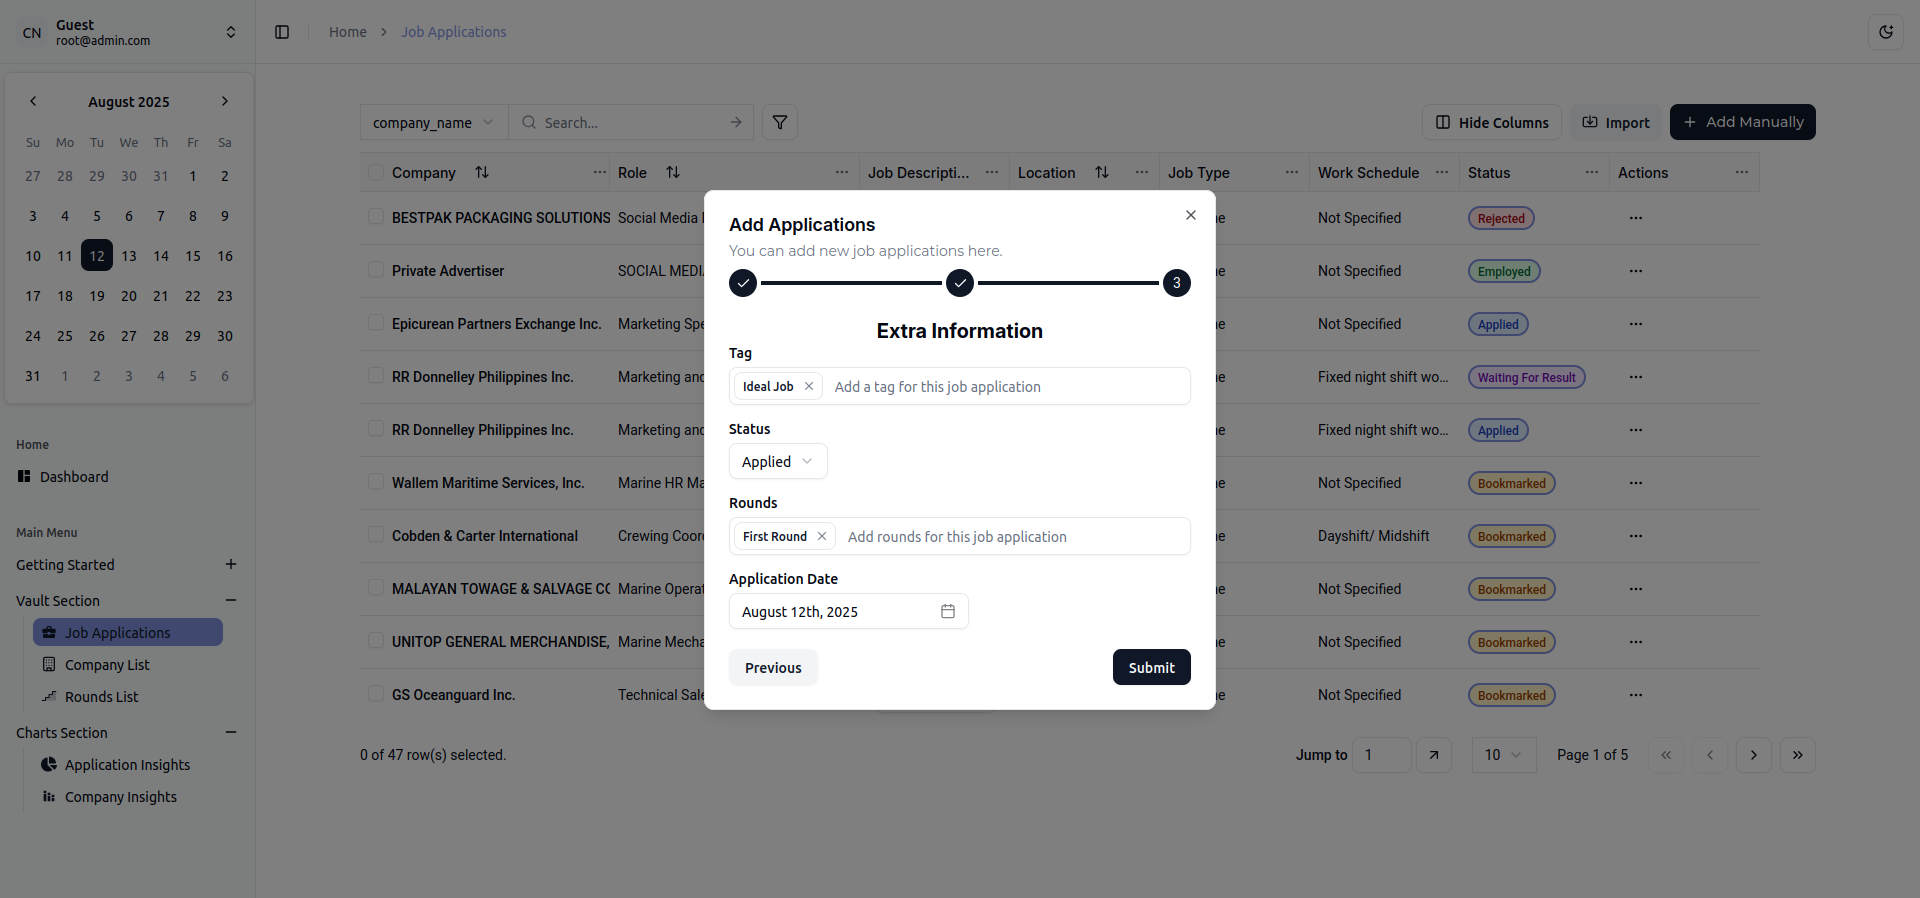 CN
Guest
root@admin.com
Home
Job Applications
August 2025
Su Mo Tu We Th Fr Sa
27 28 29 30 31 1 2
3 4 5 6 7 8 9
10 11 12 13 14 15 16
17 18 19 20 21 22 23
24 25 26 27 28 29 30
31 1 2 3 4 5 6
Home
Dashboard
Main Menu
Getting Started
Vault Section
Job Applications
Company List
Rounds List
Charts Section
Application Insights
Company Insights
company_name Search...
Hide Columns Import Add Manually
Company Role Job Descripti... Location Job Type Work Schedule Status Actions
BESTPAK PACKAGING SOLUTIONS Social Media Not Specified Rejected
Private Advertiser SOCIAL MEDI Not Specified Employed
Epicurean Partners Exchange Inc. Marketing Spe Not Specified Applied
RR Donnelley Philippines Inc. Marketing and Fixed night shift wo... Waiting For Result
RR Donnelley Philippines Inc. Marketing and Fixed night shift wo... Applied
Wallem Maritime Services, Inc. Marine HR Ma Not Specified Bookmarked
Cobden & Carter International Crewing Coor Dayshift/ Midshift Bookmarked
MALAYAN TOWAGE & SALVAGE CO Marine Operat Not Specified Bookmarked
UNITOP GENERAL MERCHANDISE, Marine Mecha Not Specified Bookmarked
GS Oceanguard Inc. Technical Sale Not Specified Bookmarked
0 of 47 row(s) selected.
Jump to 1 10 Page 1 of 5
Add Applications
You can add new job applications here.
3
Extra Information
Tag
Ideal Job Add a tag for this job application
Status
Applied
Rounds
First Round Add rounds for this job application
Application Date
August 12th, 2025
Previous Submit